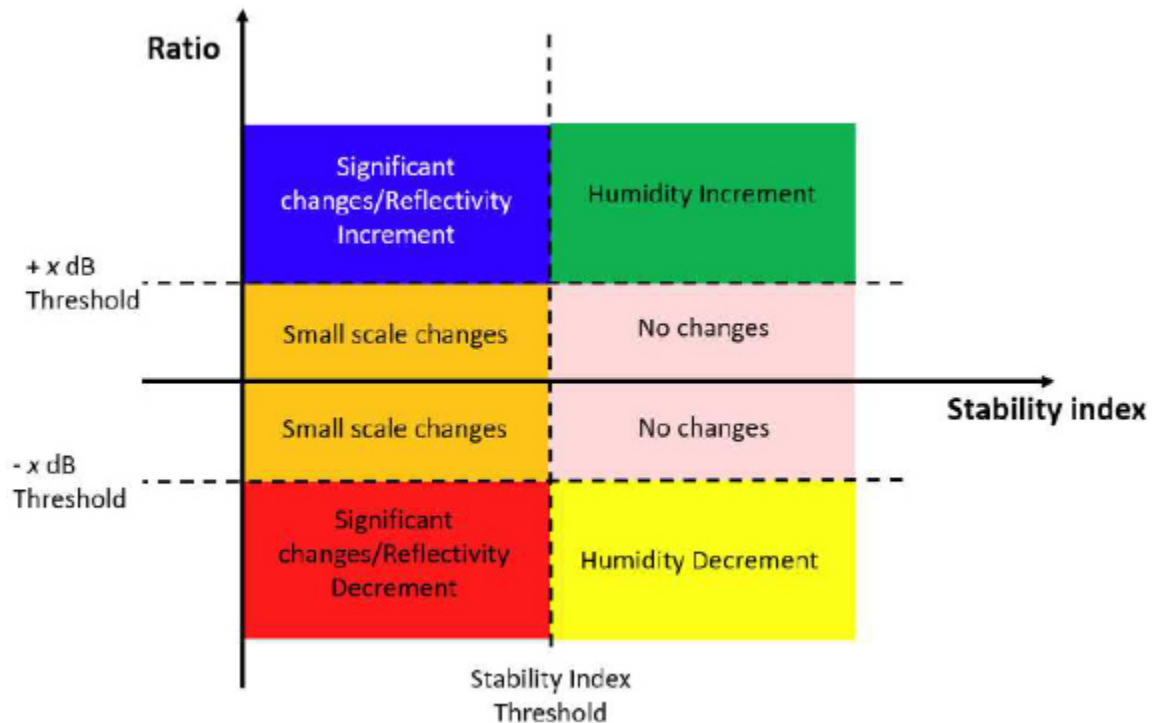 Ratio
Significant
changes/Reflectivity
Increment
Humidity Increment
+ x dB
Threshold
Small scale changes
No changes
Stability index
Small scale changes
No changes
- x dB
Threshold
Significant
changes/Reflectivity
Decrement
Humidity Decrement
Stability Index
Threshold